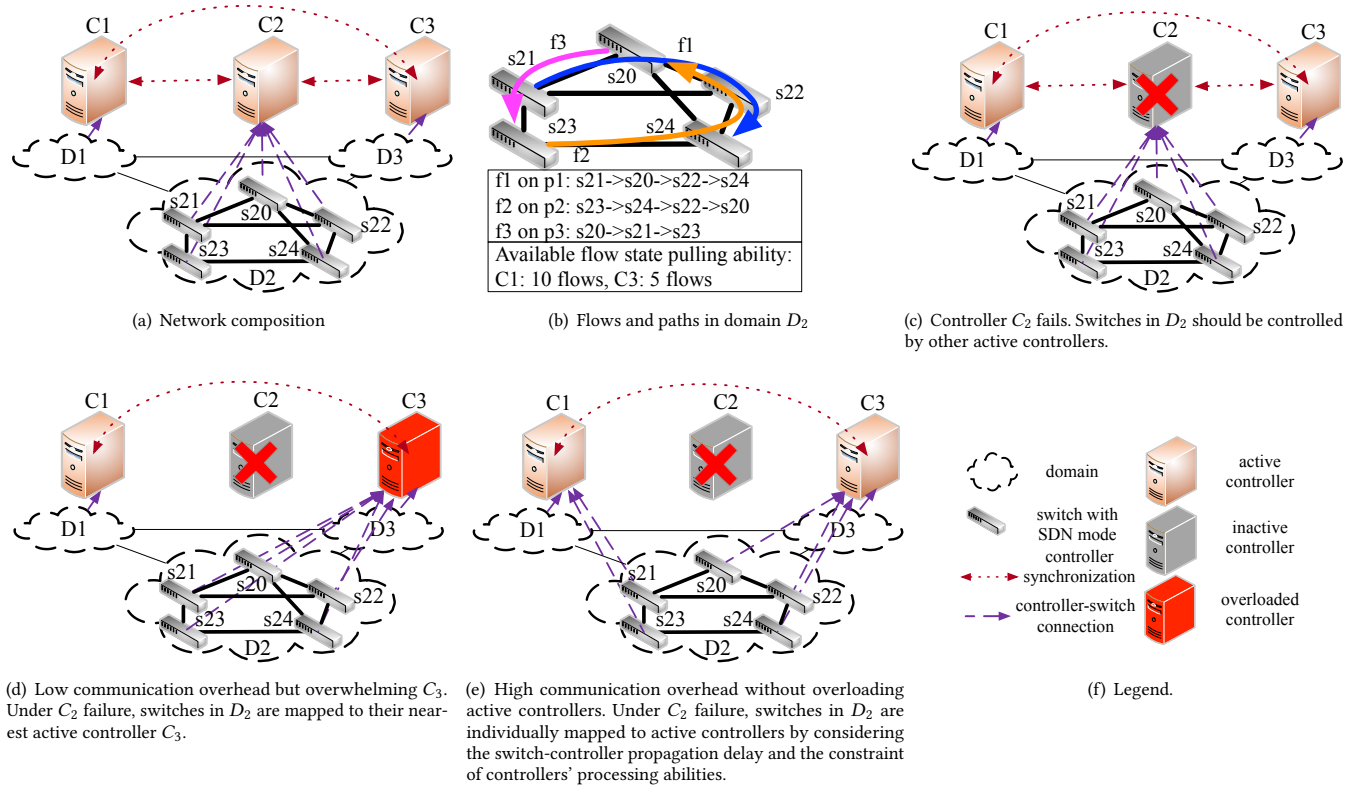 C1
C2
C3
D1
D3
s21
s20
s22
s23
s24
D2
(a) Network composition
f3
f1
s21
s20
s22
s23
s24
f2
f1 on p1: s21->s20->s22->s24
f2 on p2: s23->s24->s22->s20
f3 on p3: s20->s21->s23
Available flow state pulling ability:
C1: 10 flows, C3: 5 flows
(b) Flows and paths in domain D2
C1
C2
C3
D1
D3
s21
s20
s22
s23
s24
D2
(c) Controller C2 fails. Switches in D2 should be controlled
by other active controllers.
C1
C2
C3
D1
D3
s21
s20
s22
s23
s24
D2
(d) Low communication overhead but overwhelming C3.
Under C2 failure, switches in D2 are mapped to their near-
est active controller C3.
C1
C2
C3
D1
D3
s21
s20
s22
s23
s24
D2
(e) High communication overhead without overloading
active controllers. Under C2 failure, switches in D2 are
individually mapped to active controllers by considering
the switch-controller propagation delay and the constraint
of controllers' processing abilities.
domain
active
controller
switch with
SDN mode
controller
inactive
controller
synchronization
controller-switch
connection
overloaded
controller
(f) Legend.